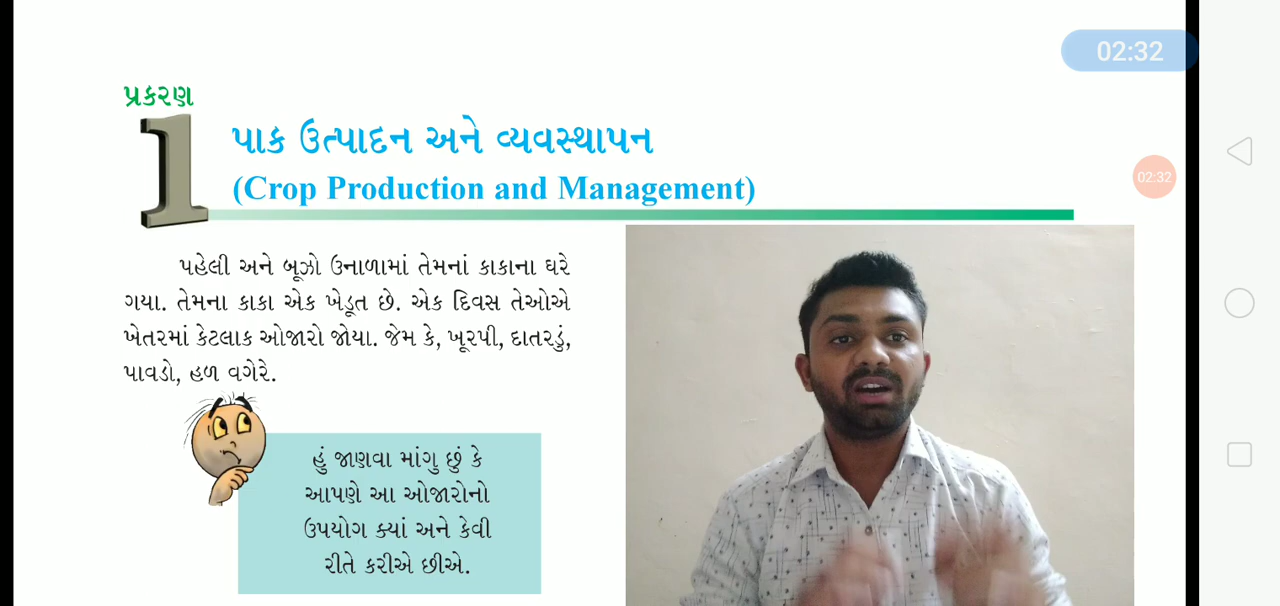 02:32
પ્રકરણ
1
પાક ઉત્પાદન અને વ્યવસ્થાપન
(Crop Production and Management)
02:32
પહેલી અને બૂઝો ઉનાળામાં તેમનાં કાકાના ઘરે
ગયા. તેમના કાકા એક ખેડૂત છે. એક દિવસ તેઓએ
ખેતરમાં કેટલાક ઓજારો જોયા. જેમ કે, ખૂરપી, દાતરડું,
પાવડો, હળ વગેરે.
હું જાણવા માંગુ છું કે
આપણે આ ઓજારોનો
ઉપયોગ ક્યાં અને કેવી
રીતે કરીએ છીએ.